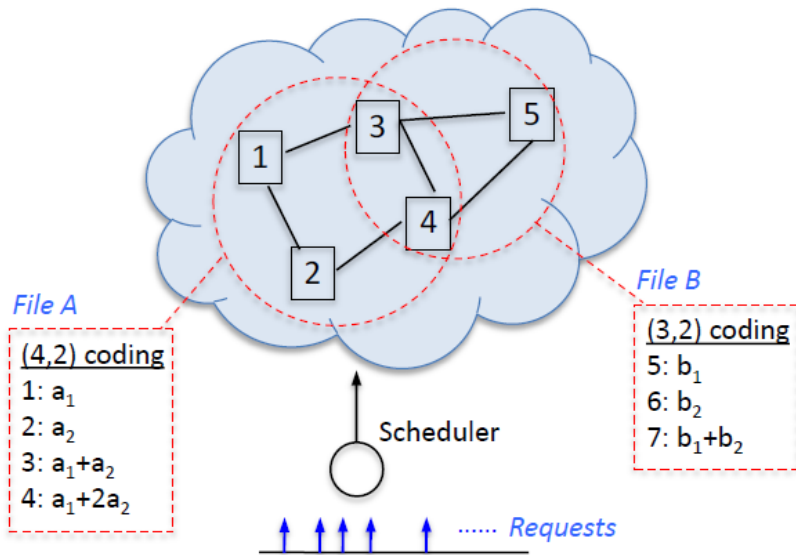 1
3
5
2
4
File A
(4,2) coding
1: a₁
2: a₂
3: a₁+a₂
4: a₁+2a₂
File B
(3,2) coding
5: b₁
6: b₂
7: b₁+b₂
Scheduler
...... Requests